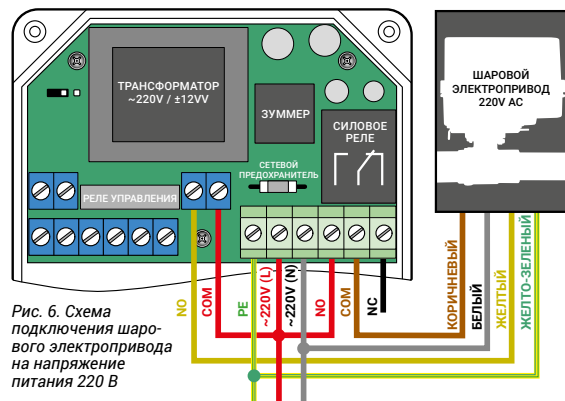 ТРАНСФОРМАТОР
~220V / ±12VV
ЗУММЕР
СИЛОВОЕ
РЕЛЕ
СЕТЕВОЙ
ПРЕДОХРАНИТЕЛЬ
РЕЛЕ УПРАВЛЕНИЯ
ШАРОВОЙ
ЭЛЕКТРОПРИВОД
220V AC
NO
COM
PE
~220V (L)
~220V (N)
NO
COM
NC
КОРИЧНЕВЫЙ
БЕЛЫЙ
ЖЕЛТЫЙ
ЖЕЛТО-ЗЕЛЕНЫЙ
Рис. 6. Схема
подключения шаро-
вого электропривода
на напряжение
питания 220 В